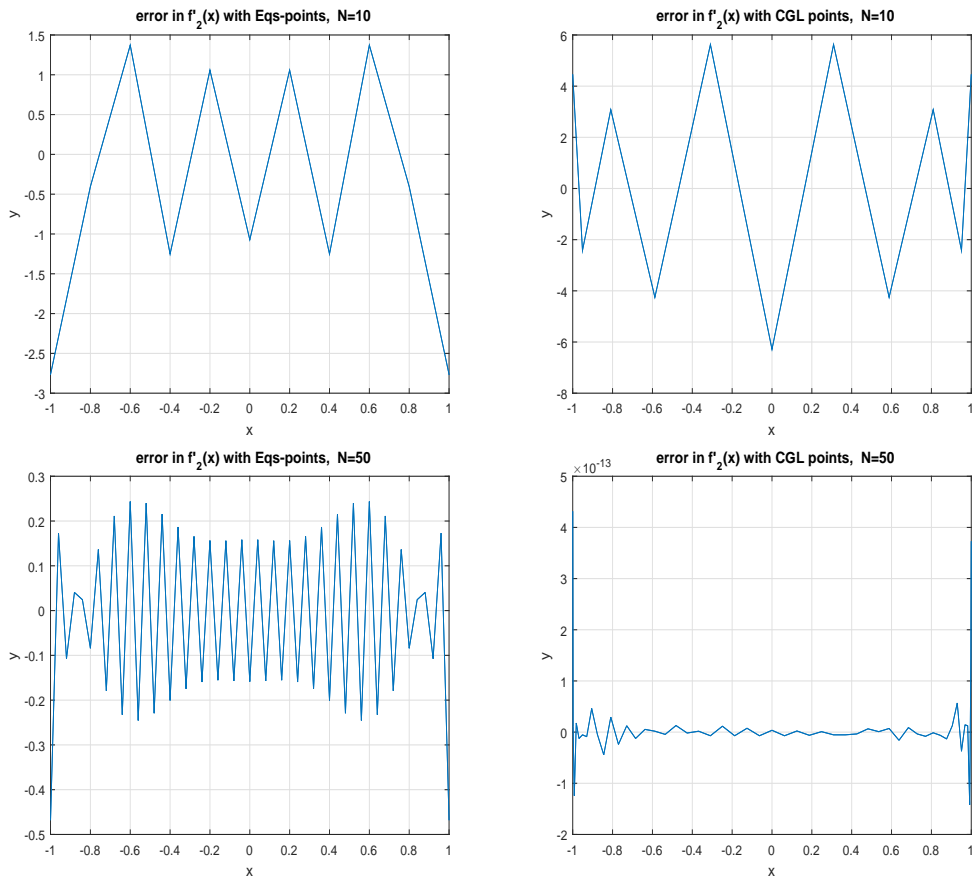 error in f'2(x) with Eqs-points, N=10
1.5
1
0.5
0
-0.5
-1
-1.5
-2
-2.5
-3
y
-1 -0.8 -0.6 -0.4 -0.2 0 0.2 0.4 0.6 0.8 1
x
error in f'2(x) with CGL points, N=10
6
4
2
0
-2
-4
-6
-8
y
-1 -0.8 -0.6 -0.4 -0.2 0 0.2 0.4 0.6 0.8 1
x
error in f'2(x) with Eqs-points, N=50
0.3
0.2
0.1
0
-0.1
-0.2
-0.3
-0.4
-0.5
y
-1 -0.8 -0.6 -0.4 -0.2 0 0.2 0.4 0.6 0.8 1
x
error in f'2(x) with CGL points, N=50
×10-13
5
4
3
2
1
0
-1
-2
y
-1 -0.8 -0.6 -0.4 -0.2 0 0.2 0.4 0.6 0.8 1
x